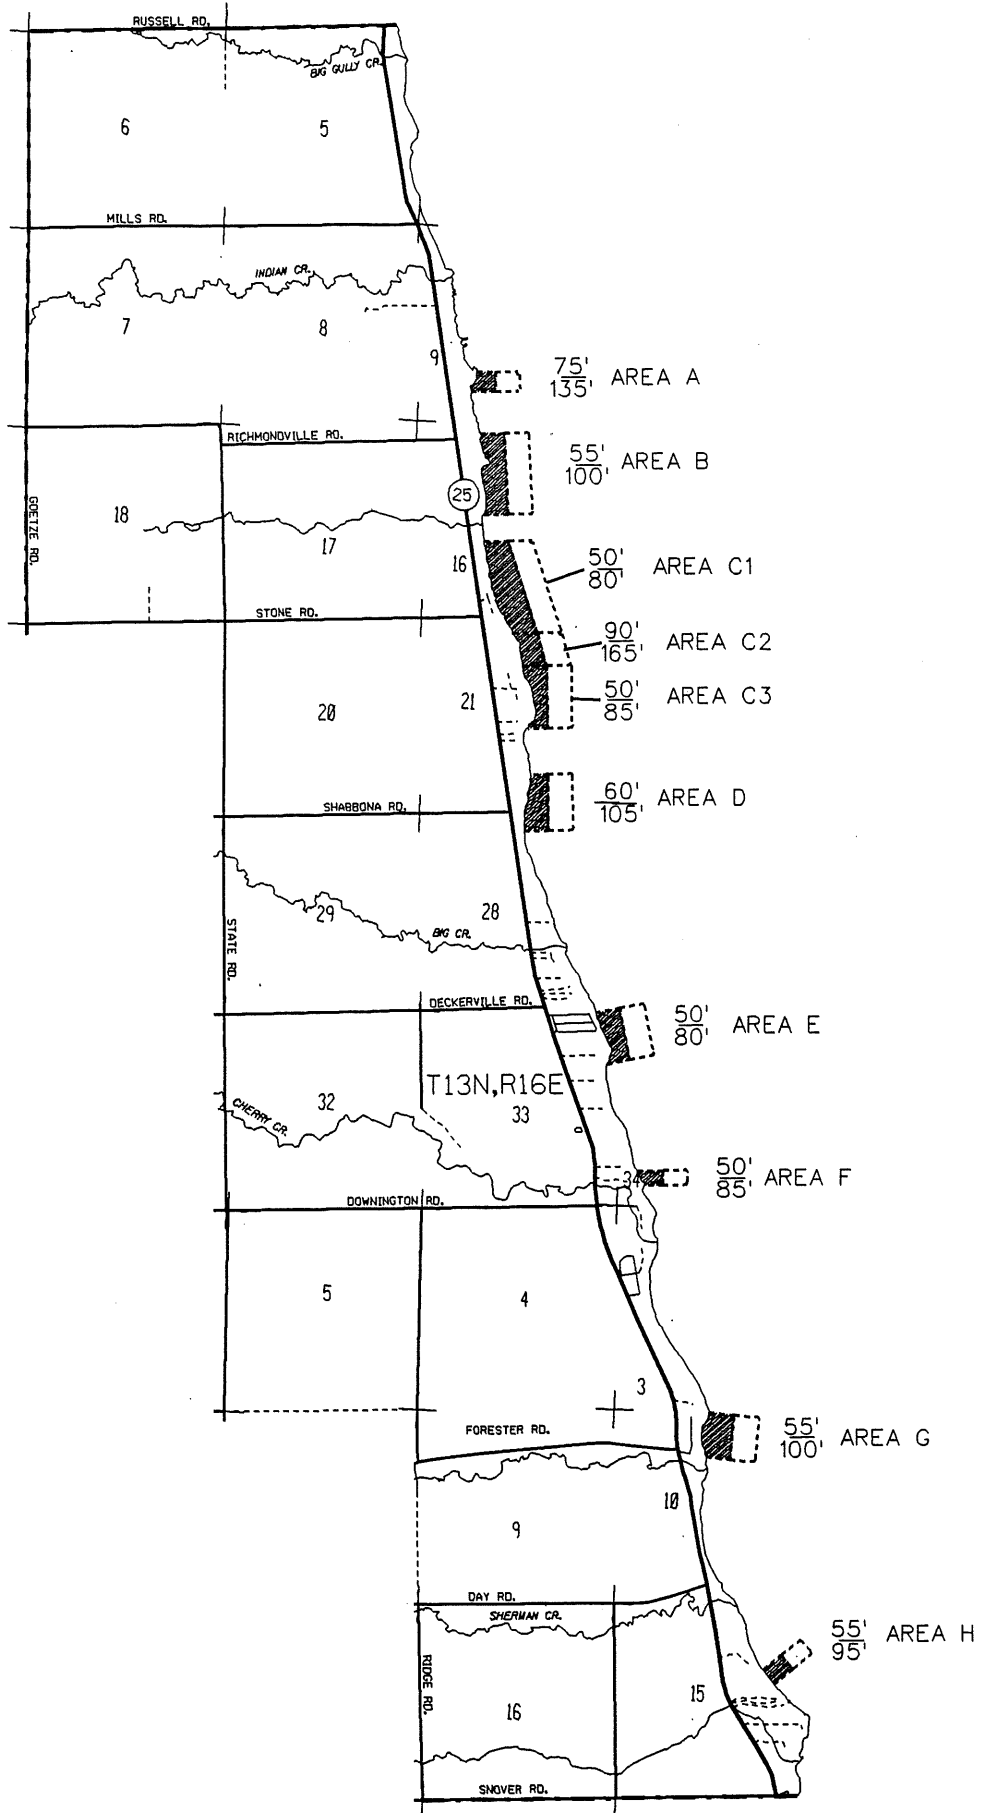 RUSSELL RD.
BIG GULLY CR.
6
5
MILLS RD.
INDIAN CR.
7
8
9
75'
135'
AREA A
RICHMONDVILLE RD.
55'
100'
AREA B
25
GOETZE RD.
18
17
16
50'
80'
AREA C1
STONE RD.
90'
165'
AREA C2
50'
85'
AREA C3
20
21
60'
105'
AREA D
SHABBONA RD.
29
28
BIG CR.
STATE RD.
DECKERVILLE RD.
50'
80'
AREA E
T13N,R16E
32
33
CHERRY CR.
34
50'
85'
AREA F
DOWNINGTON RD.
5
4
3
FORESTER RD.
55'
100'
AREA G
10
9
DAY RD.
SHERMAN CR.
55'
95'
AREA H
RIDGE RD.
16
15
SNOVER RD.